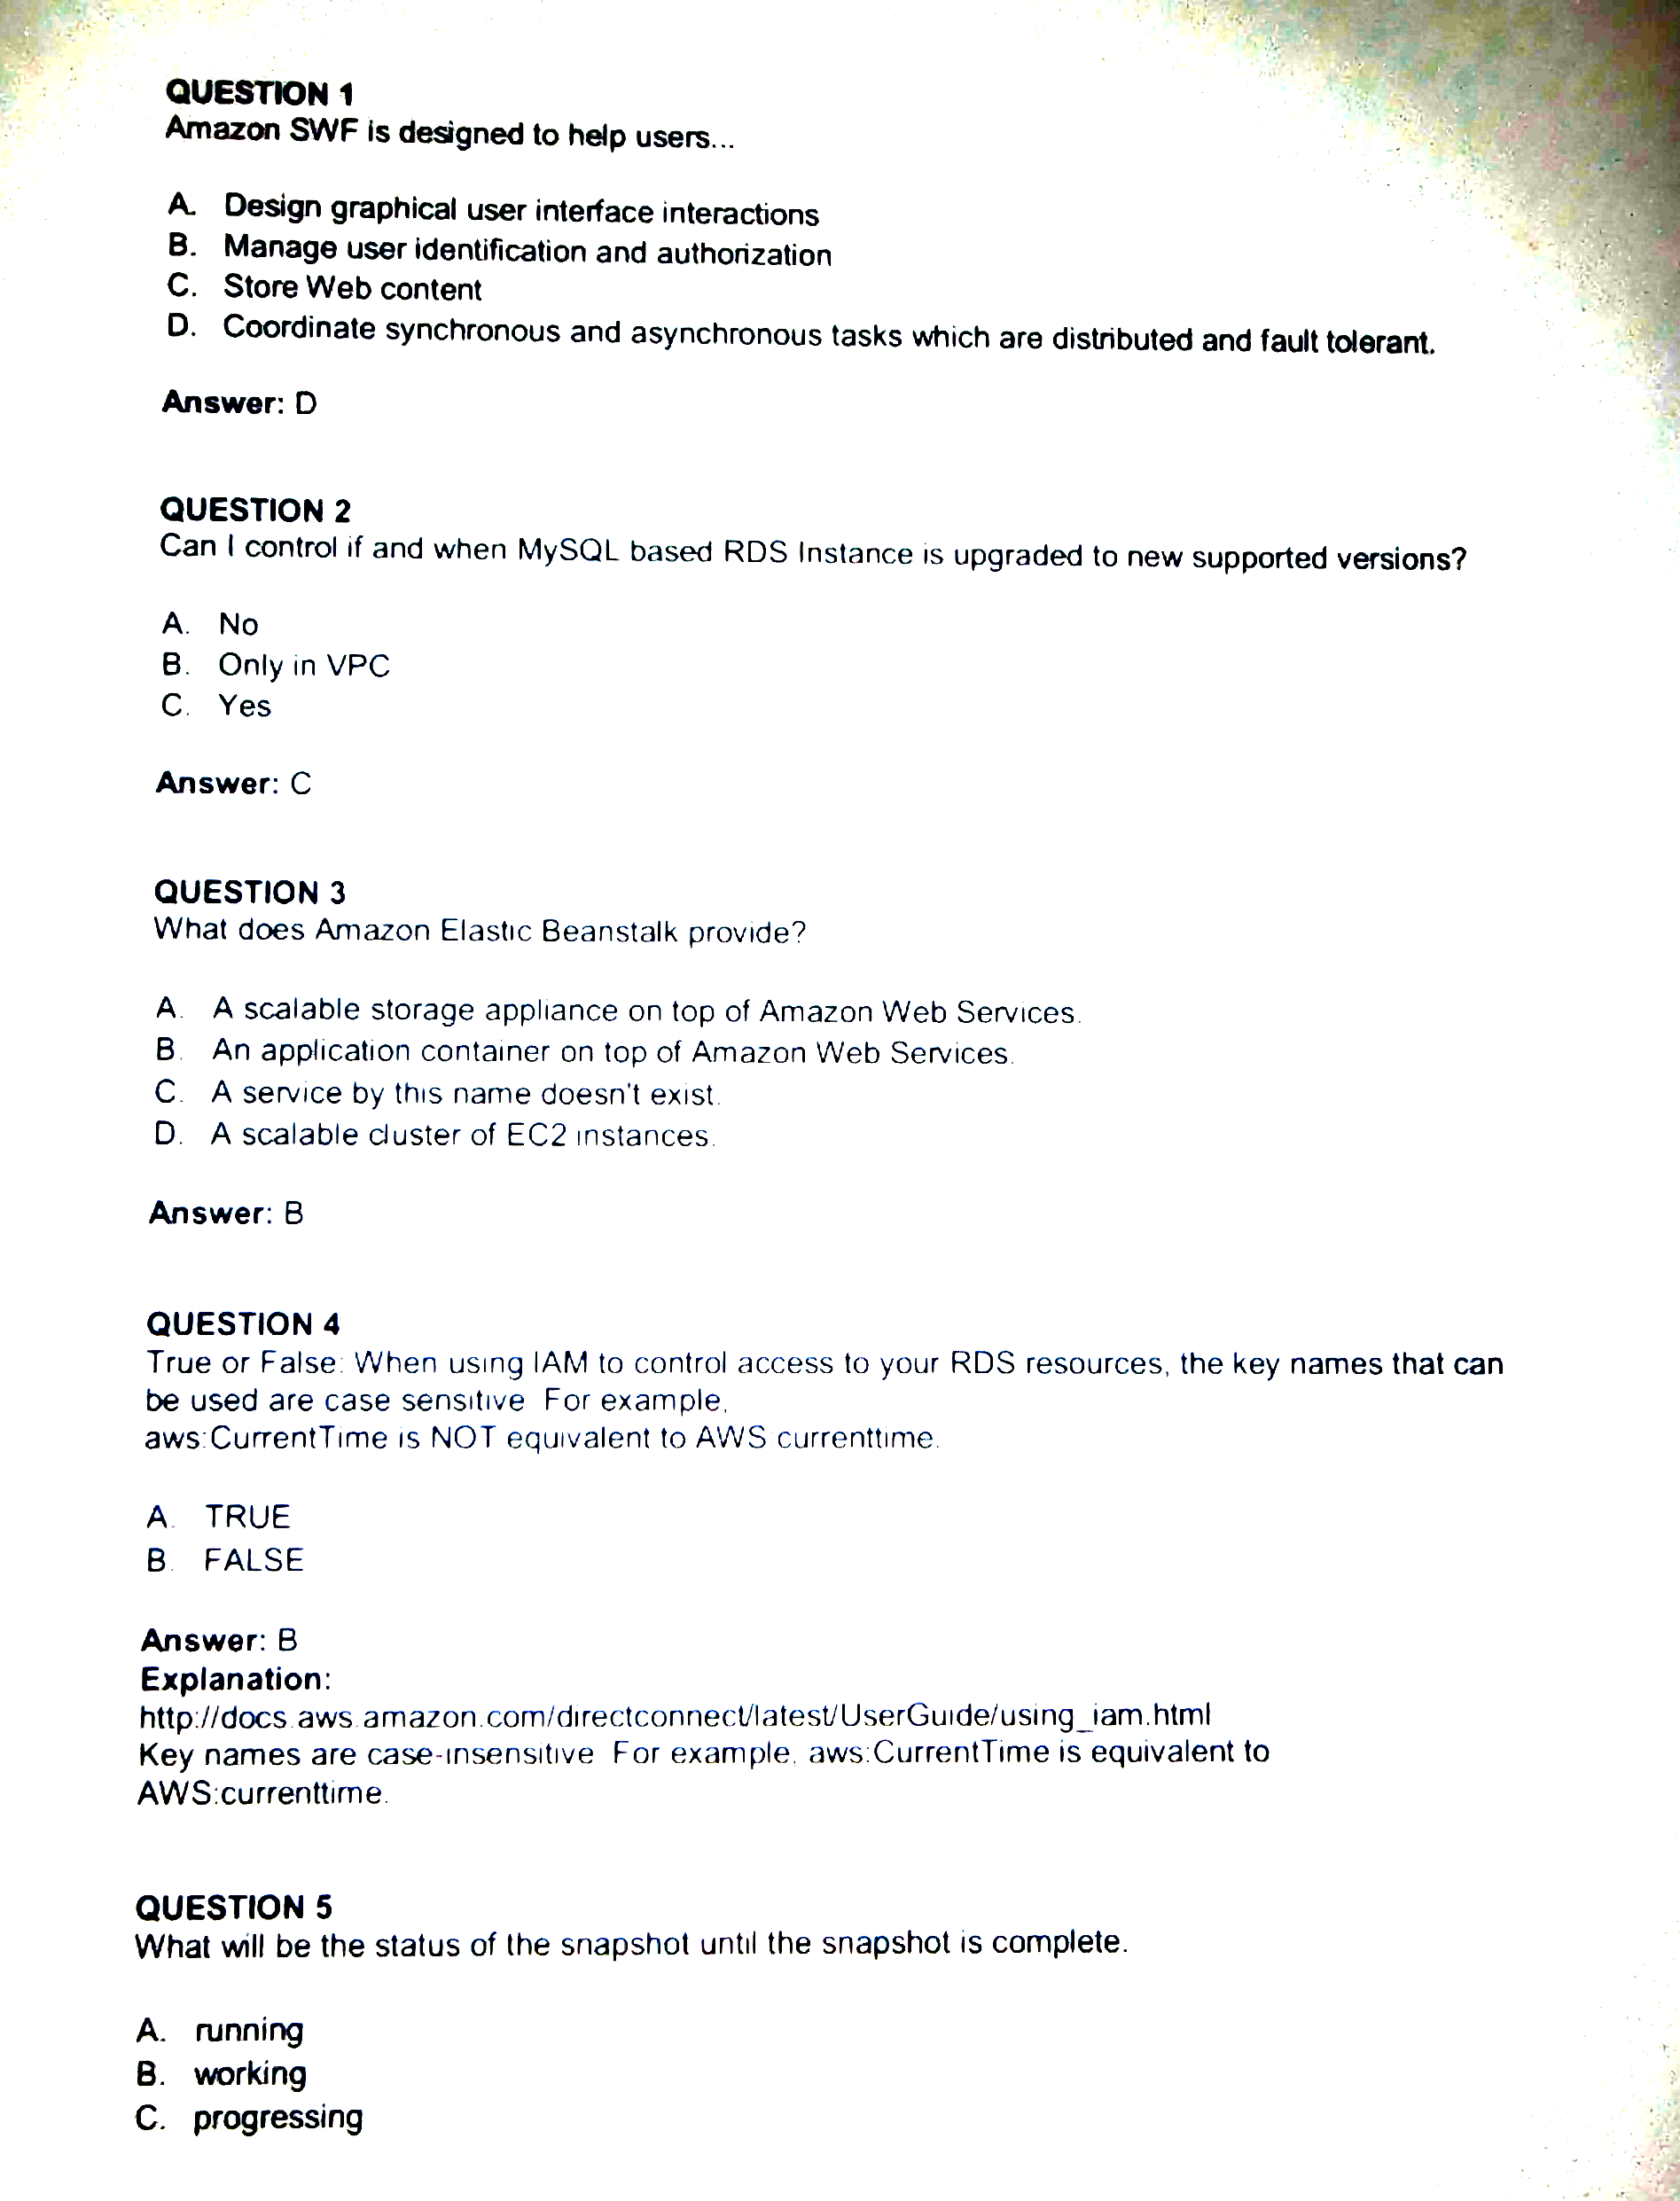 QUESTION 1
Amazon SWF is designed to help users...
A. Design graphical user interface interactions
B. Manage user identification and authorization
C. Store Web content
D. Coordinate synchronous and asynchronous tasks which are distributed and fault tolerant.
Answer: D
QUESTION 2
Can I control if and when MySQL based RDS Instance is upgraded to new supported versions?
A. No
B. Only in VPC
C. Yes
Answer: C
QUESTION 3
What does Amazon Elastic Beanstalk provide?
A. A scalable storage appliance on top of Amazon Web Services.
B. An application container on top of Amazon Web Services.
C. A service by this name doesn't exist.
D. A scalable cluster of EC2 instances.
Answer: B
QUESTION 4
True or False: When using IAM to control access to your RDS resources, the key names that can
be used are case sensitive. For example,
aws:CurrentTime is NOT equivalent to AWS currenttime.
A. TRUE
B. FALSE
Answer: B
Explanation:
http://docs.aws.amazon.com/directconnect/latest/UserGuide/using_iam.html
Key names are case-insensitive. For example, aws:CurrentTime is equivalent to
AWS:currenttime.
QUESTION 5
What will be the status of the snapshot until the snapshot is complete.
A. running
B. working
C. progressing